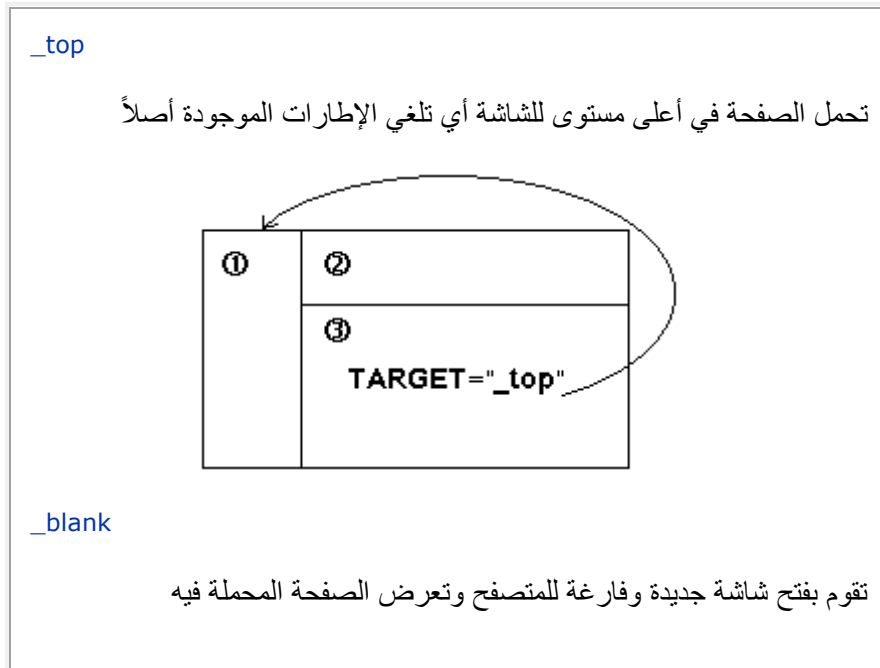 _top
تحمل الصفحة في أعلى مستوى للشاشة أي تلغي الإطارات الموجودة أصلاً
① ②
③
TARGET="_top"
_blank
تقوم بفتح شاشة جديدة وفارغة للمتصفح وتعرض الصفحة المحملة فيه